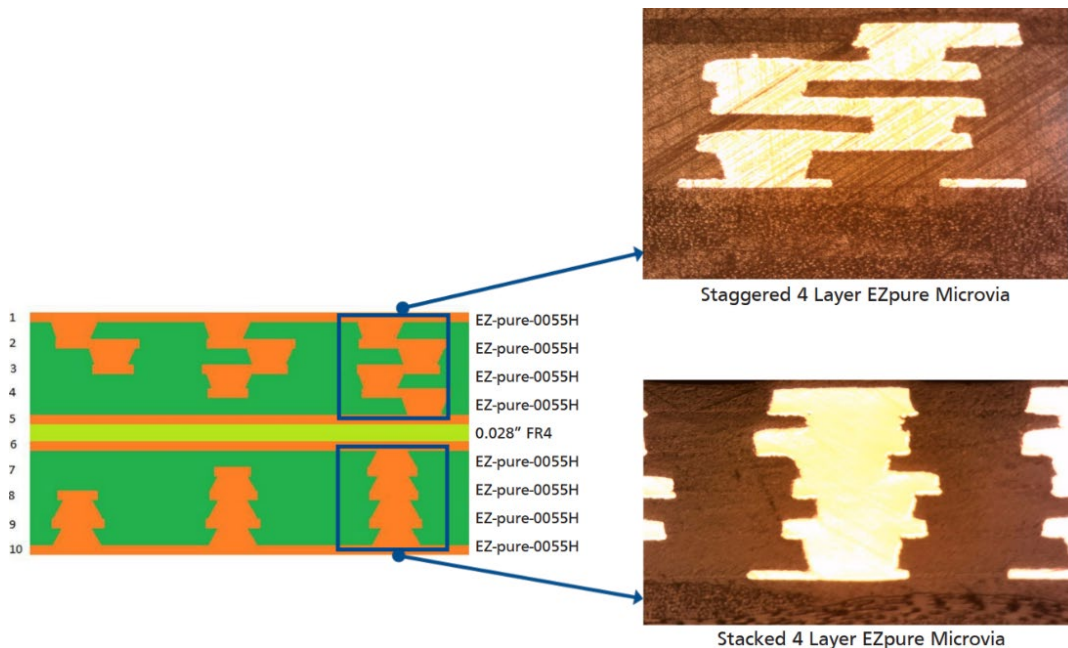 Staggered 4 Layer EZpure Microvia
1
EZ-pure-0055H
2
EZ-pure-0055H
3
EZ-pure-0055H
4
EZ-pure-0055H
5
0.028” FR4
6
EZ-pure-0055H
7
EZ-pure-0055H
8
EZ-pure-0055H
9
EZ-pure-0055H
10
Stacked 4 Layer EZpure Microvia